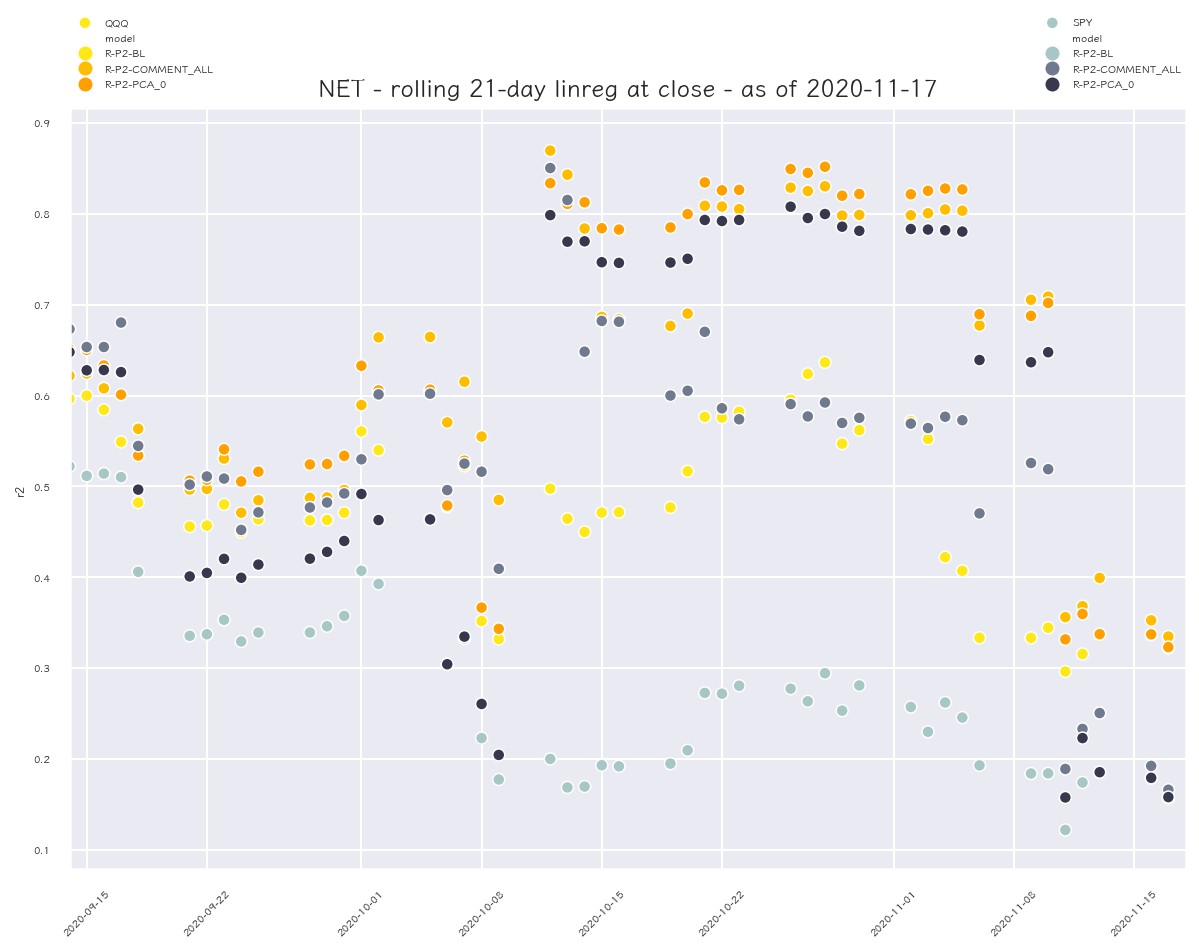 QQQ
model
R-P2-BL
R-P2-COMMENT_ALL
R-P2-PCA_0
SPY
model
R-P2-BL
R-P2-COMMENT_ALL
R-P2-PCA_0
NET - rolling 21-day linreg at close - as of 2020-11-17
r2
0.9
0.8
0.7
0.6
0.5
0.4
0.3
0.2
0.1
2020-09-15
2020-09-22
2020-10-01
2020-10-08
2020-10-15
2020-10-22
2020-11-01
2020-11-08
2020-11-15